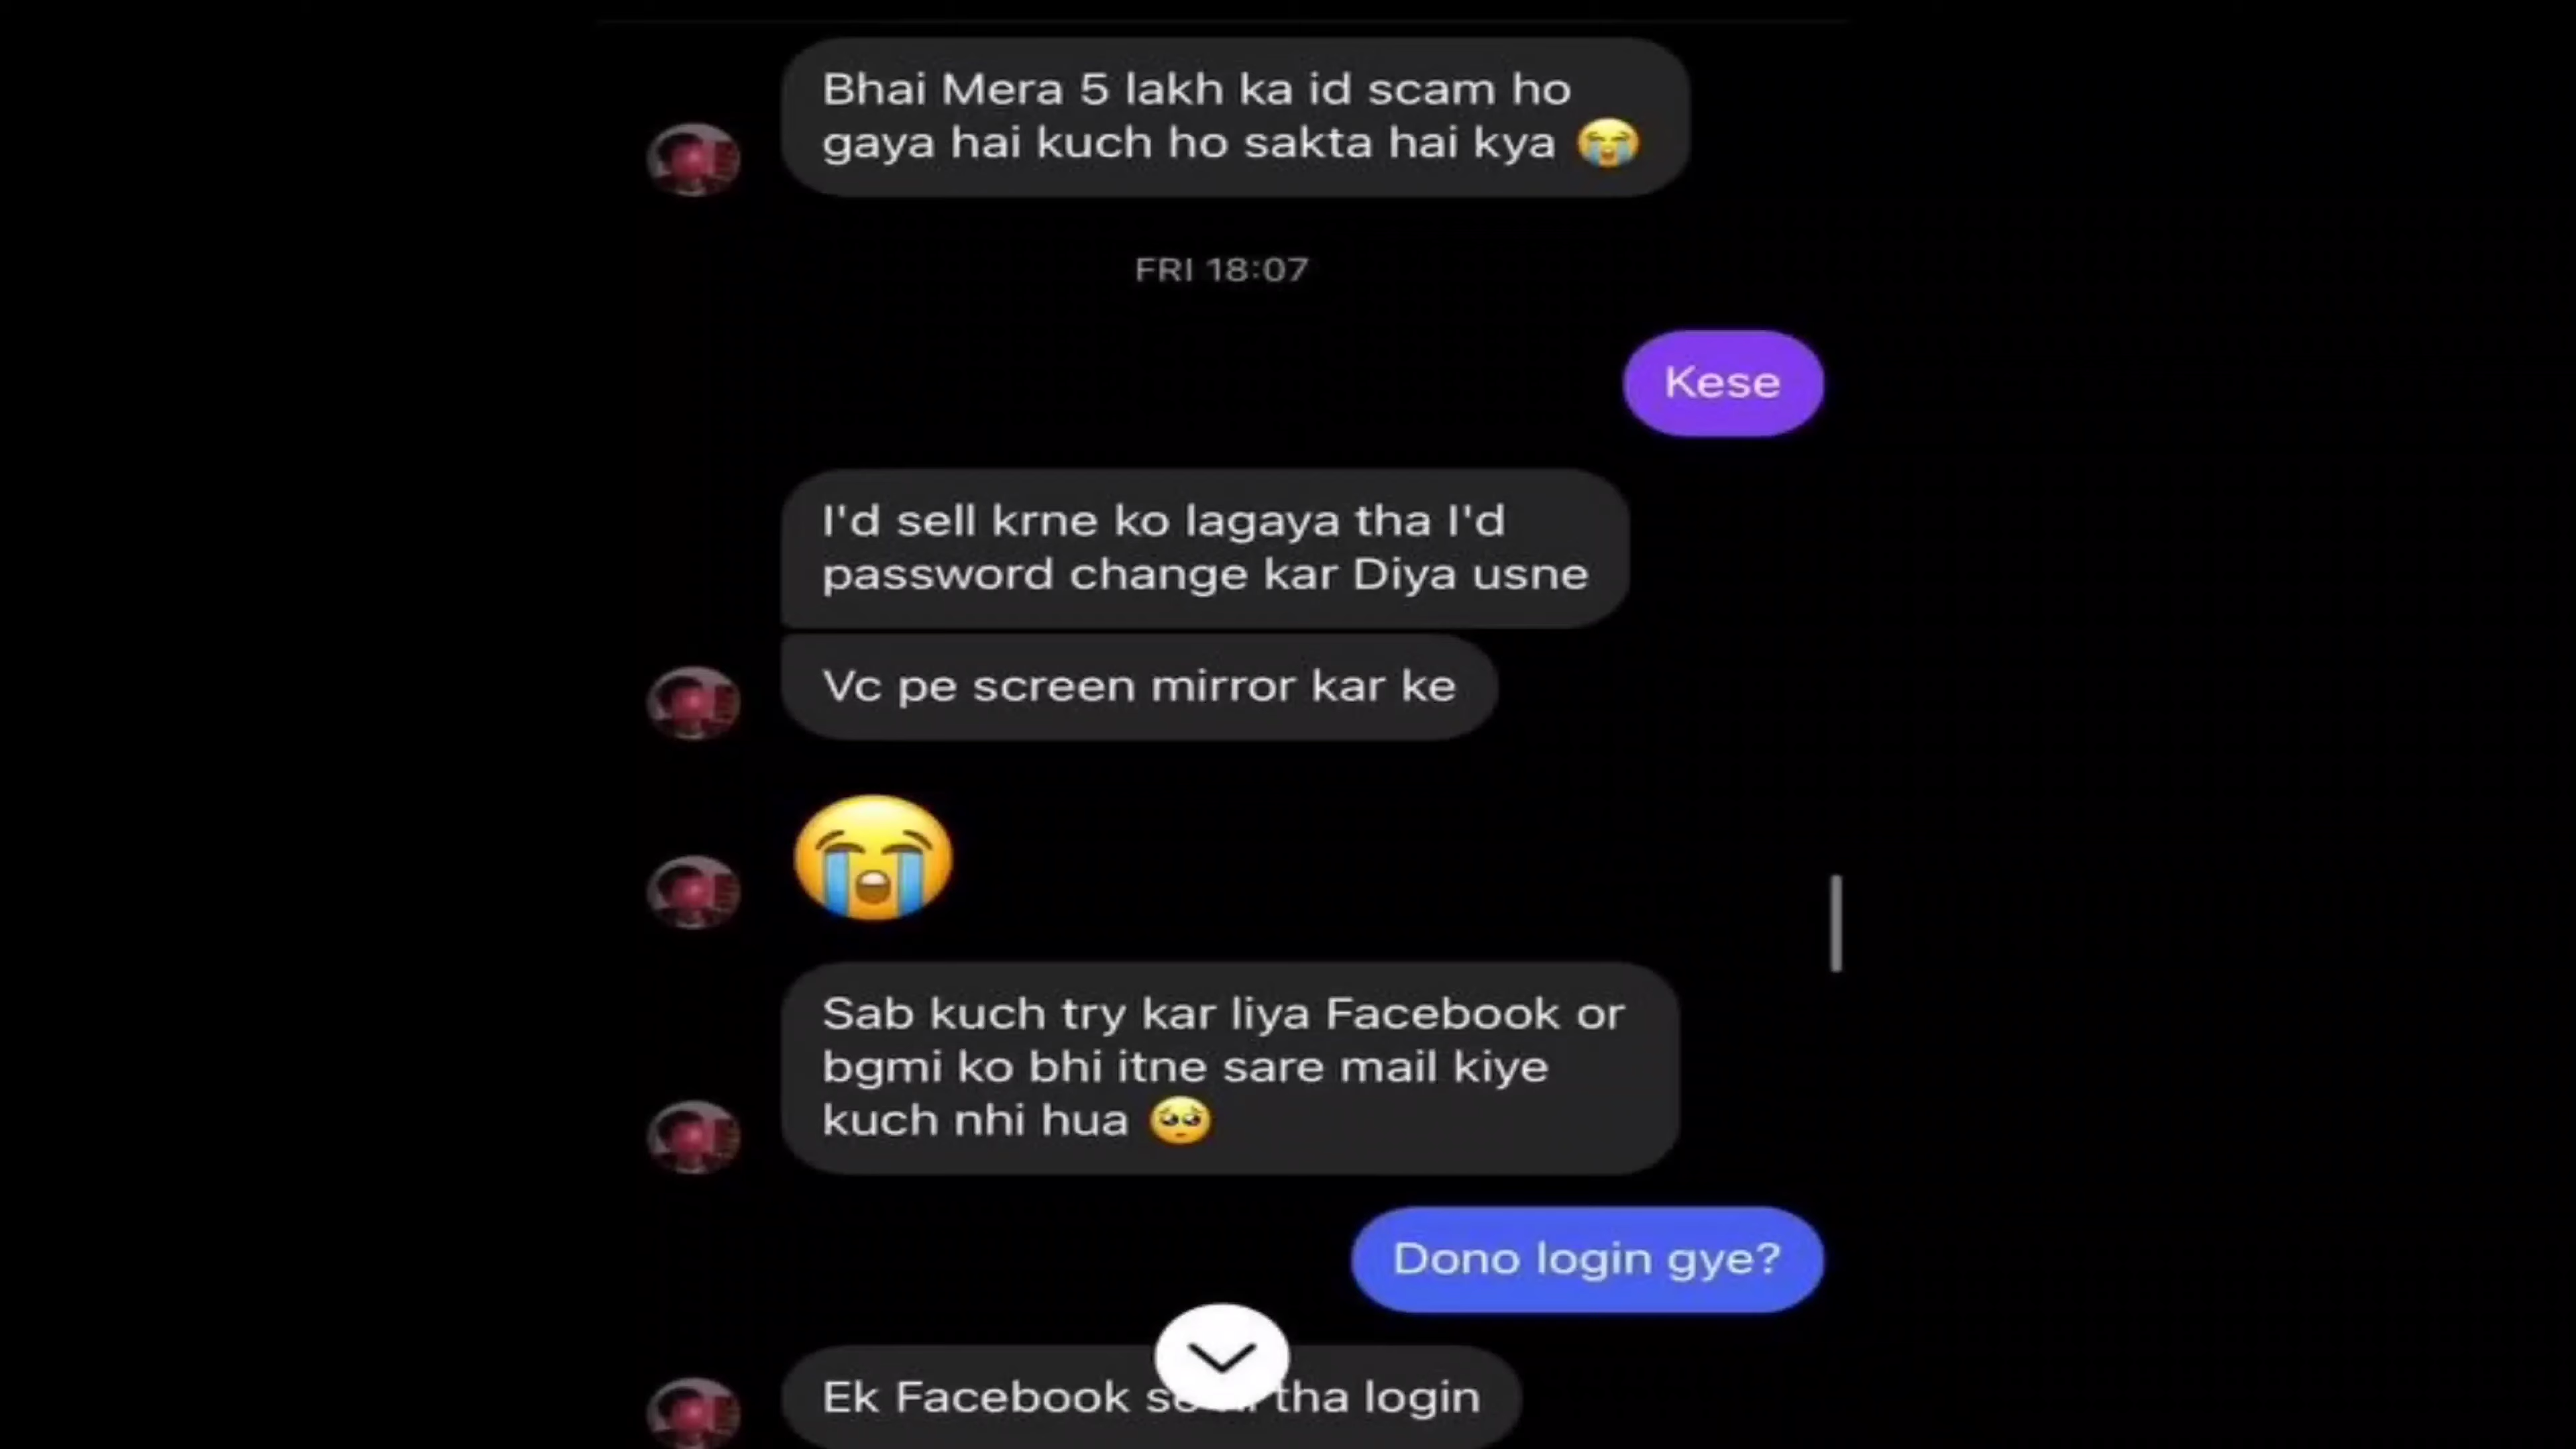 Bhai Mera 5 lakh ka id scam ho
gaya hai kuch ho sakta hai kya 😭
FRI 18:07
Kese
I'd sell krne ko lagaya tha I'd
password change kar Diya usne
Vc pe screen mirror kar ke
😭
Sab kuch try kar liya Facebook or
bgmi ko bhi itne sare mail kiye
kuch nhi hua 🥺
Dono login gye?
Ek Facebook tha login